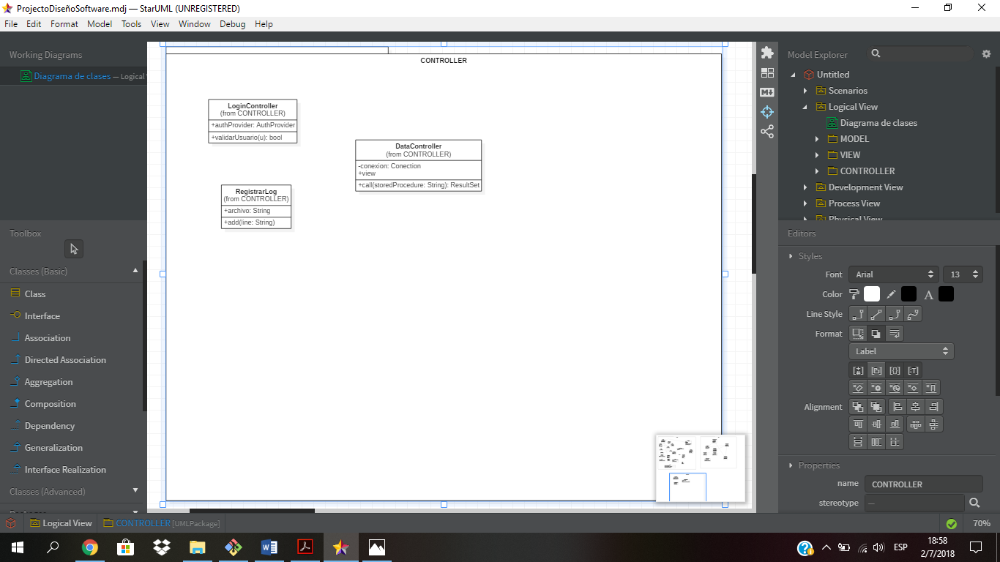 ProjectoDiseñoSoftware.mdj — StarUML (UNREGISTERED)
File Edit Format Model Tools View Window Debug Help
Working Diagrams
Diagrama de clases — Logical
Toolbox
Classes (Basic)
Class
Interface
Association
Directed Association
Aggregation
Composition
Dependency
Generalization
Interface Realization
Classes (Advanced)
CONTROLLER
LoginController
(from CONTROLLER)
+authProvider: AuthProvider
+validarUsuario(u): bool
DataController
(from CONTROLLER)
-conexion: Conection
+view
+call(storedProcedure: String): ResultSet
RegistrarLog
(from CONTROLLER)
+archivo: String
+add(line: String)
Model Explorer
Untitled
Scenarios
Logical View
Diagrama de clases
MODEL
VIEW
CONTROLLER
Development View
Process View
Physical View
Editors
Styles
Font Arial 13
Color A
Line Style
Format
Label
Alignment
Properties
name CONTROLLER
stereotype —
Logical View CONTROLLER [UMLPackage] 70%
ESP
18:58
2/7/2018